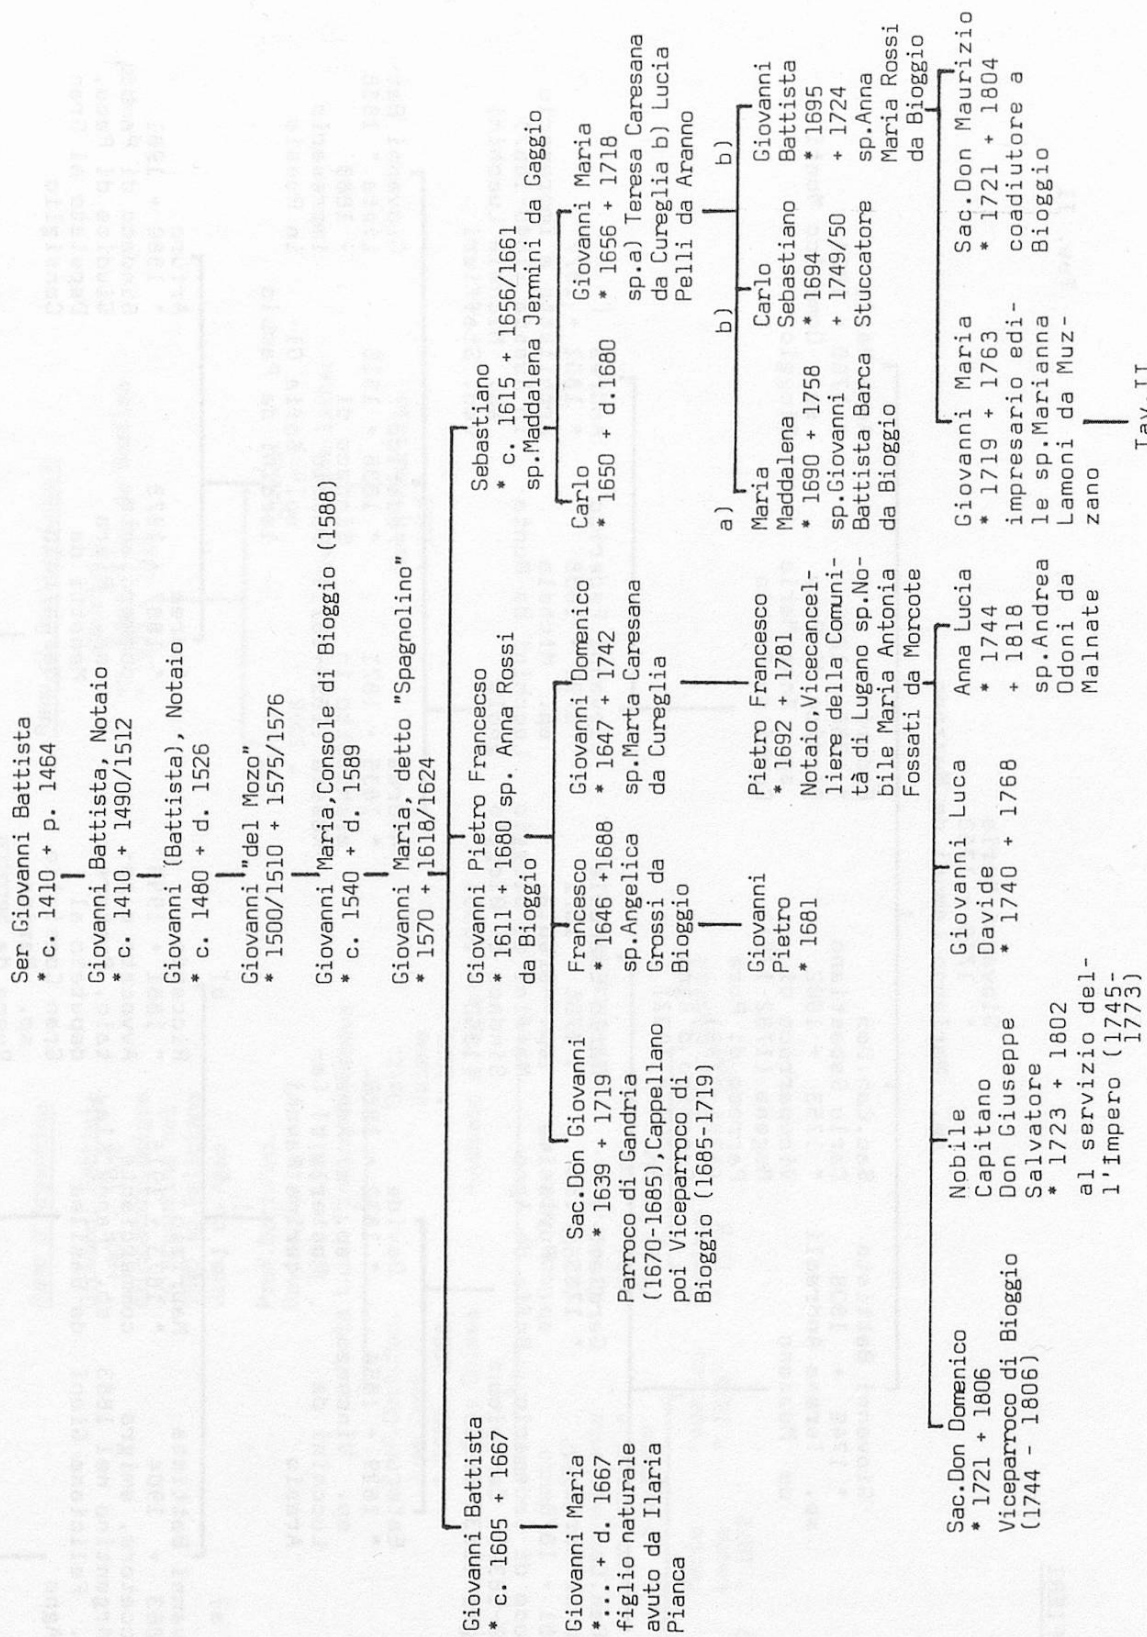 Ser Giovanni Battista
* c. 1410 + p. 1464
Giovanni Battista, Notaio
* c. 1410 + 1490/1512
Giovanni (Battista), Notaio
* c. 1480 + d. 1526
Giovanni "del Mozo"
* 1500/1510 + 1575/1576
Giovanni Maria,Console di Bioggio (1588)
* c. 1540 + d. 1589
Giovanni Maria, detto "Spagnolino"
* 1570 + 1618/1624
Giovanni Battista
* c. 1605 + 1667
Giovanni Pietro Francecso
* 1611 + 1680 sp. Anna Rossi
da Bioggio
Sebastiano
* c. 1615 + 1656/1661
sp.Maddalena Jermini da Gaggio
Giovanni Maria
*... + d. 1667
figlio naturale
avuto da Ilaria
Pianca
Sac.Don Giovanni
* 1639 + 1719
Parroco di Gandria
(1670-1685),Cappellano
poi Viceparroco di
Bioggio (1685-1719)
Francesco
* 1646 +1688
sp.Angelica
Grossi da
Bioggio
Giovanni Domenico
* 1647 + 1742
sp.Marta Caresana
da Cureglia
Carlo
* 1650 + d.1680
Giovanni Maria
* 1656 + 1718
sp.a) Teresa Caresana
da Cureglia b) Lucia
Pelli da Aranno
Giovanni
Pietro
* 1681
Pietro Francesco
* 1692 + 1781
Notaio,Vicecancel-
liere della Comuni-
tà di Lugano sp.No-
bile Maria Antonia
Fossati da Morcote
a)
Maria
Maddalena
* 1690 + 1758
sp.Giovanni
Battista Barca
da Bioggio
b)
Carlo
Sebastiano
* 1694
+ 1749/50
Stuccatore
b)
Giovanni
Battista
* 1695
+ 1724
sp.Anna
Maria Rossi
da Bioggio
Sac.Don Domenico
* 1721 + 1806
Viceparroco di Bioggio
(1744 - 1806)
Nobile
Capitano
Don Giuseppe
Salvatore
* 1723 + 1802
al servizio del-
l'Impero (1745-
1773)
Giovanni Luca
Davide
* 1740 + 1768
Anna Lucia
* 1744
+ 1818
sp.Andrea
Odoni da
Malnate
Giovanni Maria
* 1719 + 1763
impresario edi-
le sp.Marianna
Lamoni da Muz-
zano
Sac.Don Maurizio
* 1721 + 1804
coadiutore a
Bioggio
Tav.II